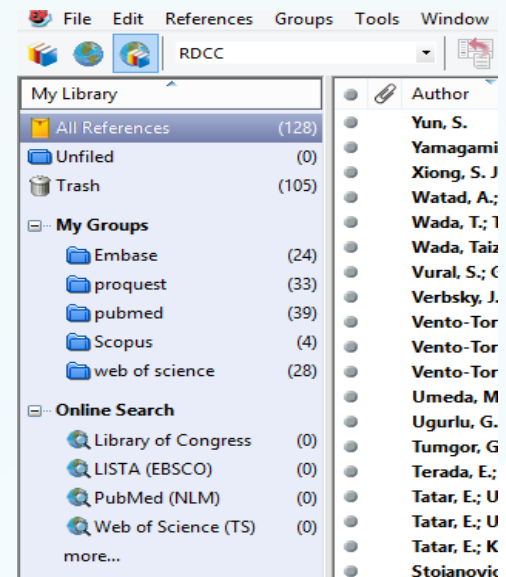 File Edit References Groups Tools Window
RDCC
My Library
All References (128)
Unfiled (0)
Trash (105)
My Groups
Embase (24)
proquest (33)
pubmed (39)
Scopus (4)
web of science (28)
Online Search
Library of Congress (0)
LISTA (EBSCO) (0)
PubMed (NLM) (0)
Web of Science (TS) (0)
more...
Author
Yun, S.
Yamagami
Xiong, S. J
Watad, A.;
Wada, T.; T
Wada, Taiz
Vural, S.; G
Verbsky, J.
Vento-Tor
Vento-Tor
Vento-Tor
Umeda, M
Ugurlu, G.
Tumgor, G
Terada, E.;
Tatar, E.; U
Tatar, E.; U
Tatar, E.; K
Stojanovic